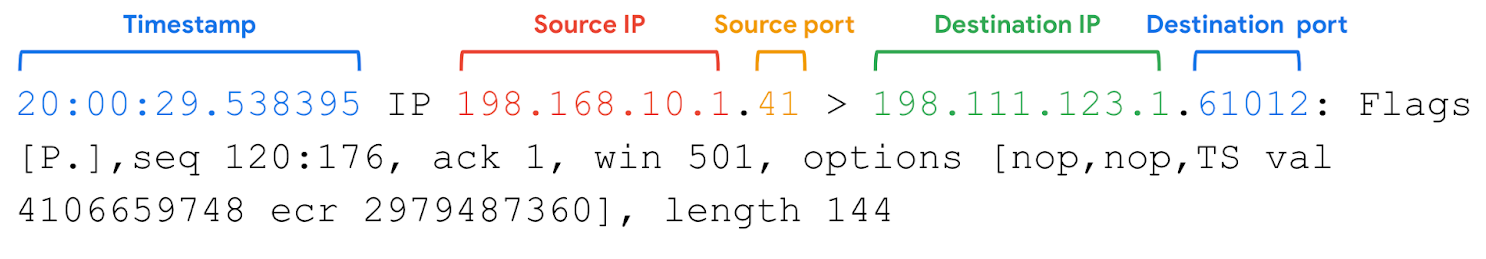 Timestamp Source IP Source port Destination IP Destination port
20:00:29.538395 IP 198.168.10.1.41 > 198.111.123.1.61012: Flags
[P.],seq 120:176, ack 1, win 501, options [nop,nop,TS val
4106659748 ecr 2979487360], length 144